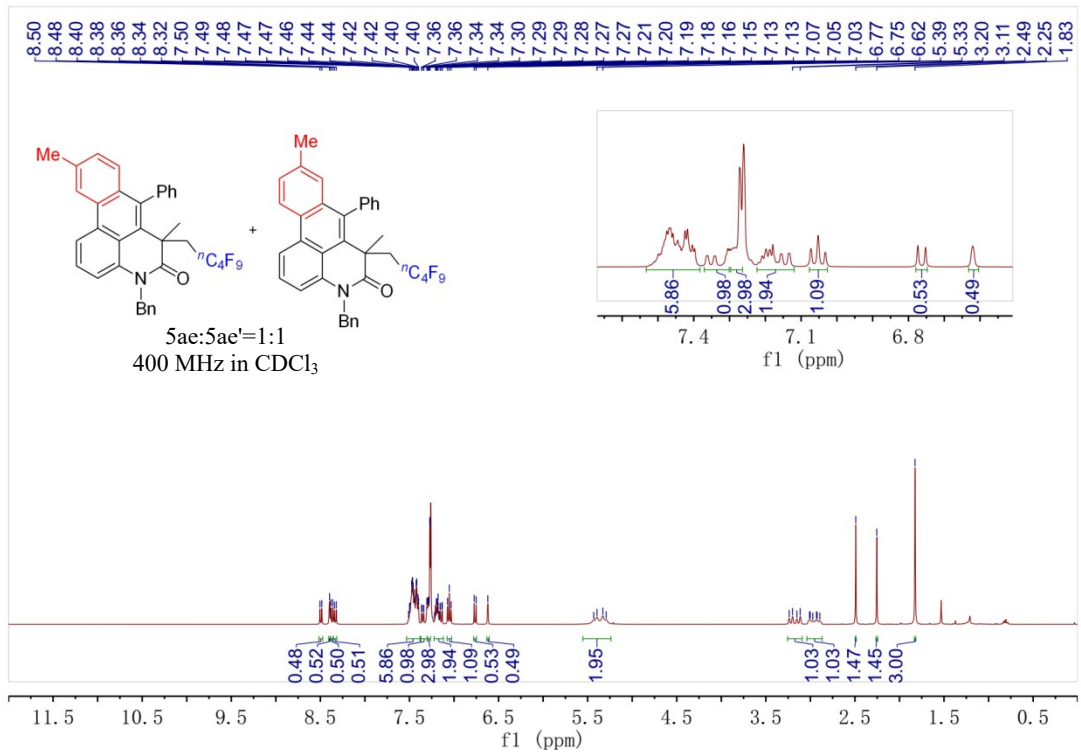 8.50 8.48 8.40 8.38 8.36 8.34 8.32 7.50 7.49 7.48 7.47 7.47 7.46 7.44 7.44 7.42 7.42 7.40 7.40 7.36 7.36 7.34 7.34 7.30 7.29 7.29 7.28 7.27 7.27 7.21 7.20 7.19 7.18 7.16 7.15 7.13 7.13 7.07 7.05 7.03 6.77 6.75 6.62 5.39 5.33 3.20 3.11 2.49 2.25 1.83
Me Ph nC4F9 N O Bn
+
Me Ph nC4F9 N O Bn
5ae:5ae'=1:1
400 MHz in CDCl3
5.86 0.98 2.98 1.94 1.09 0.53 0.49
7.4 7.1 6.8
f1 (ppm)
0.48 0.52 0.50 0.51 5.86 0.98 2.98 1.94 1.09 0.53 0.49 1.95 1.03 1.03 1.47 1.45 3.00
11.5 10.5 9.5 8.5 7.5 6.5 5.5 4.5 3.5 2.5 1.5 0.5
f1 (ppm)